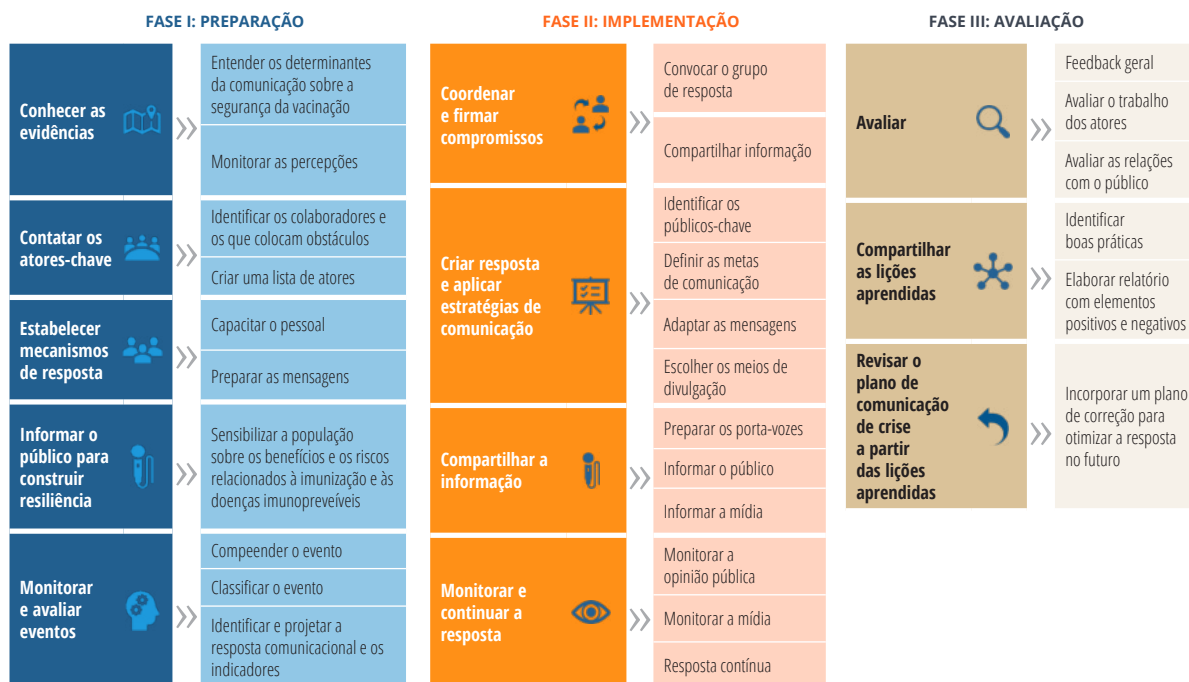 FASE I: PREPARAÇÃO
Conhecer as
evidências
Entender os determinantes
da comunicação sobre a
segurança da vacinação
Monitorar as percepções
Contatar os
atores-chave
Identificar os colaboradores e
os que colocam obstáculos
Criar uma lista de atores
Estabelecer
mecanismos
de resposta
Capacitar o pessoal
Preparar as mensagens
Informar o
público para
construir
resiliência
Sensibilizar a população
sobre os benefícios e os riscos
relacionados à imunização e às
doenças imunopreveíveis
Monitorar
e avaliar
eventos
Compeender o evento
Classificar o evento
Identificar e projetar a
resposta comunicacional e os
indicadores
FASE II: IMPLEMENTAÇÃO
Coordenar
e firmar
compromissos
Convocar o grupo
de resposta
Compartilhar informação
Criar resposta
e aplicar
estratégias de
comunicação
Identificar os
públicos-chave
Definir as metas
de comunicação
Adaptar as mensagens
Escolher os meios de
divulgação
Compartilhar a
informação
Preparar os porta-vozes
Informar o público
Informar a mídia
Monitorar e
continuar a
resposta
Monitorar a
opinião pública
Monitorar a mídia
Resposta contínua
FASE III: AVALIAÇÃO
Avaliar
Feedback geral
Avaliar o trabalho
dos atores
Avaliar as relações
com o público
Compartilhar
as lições
aprendidas
Identificar
boas práticas
Elaborar relatório
com elementos
positivos e negativos
Revisar o
plano de
comunicação
de crise
a partir
das lições
aprendidas
Incorporar um plano
de correção para
otimizar a resposta
no futuro